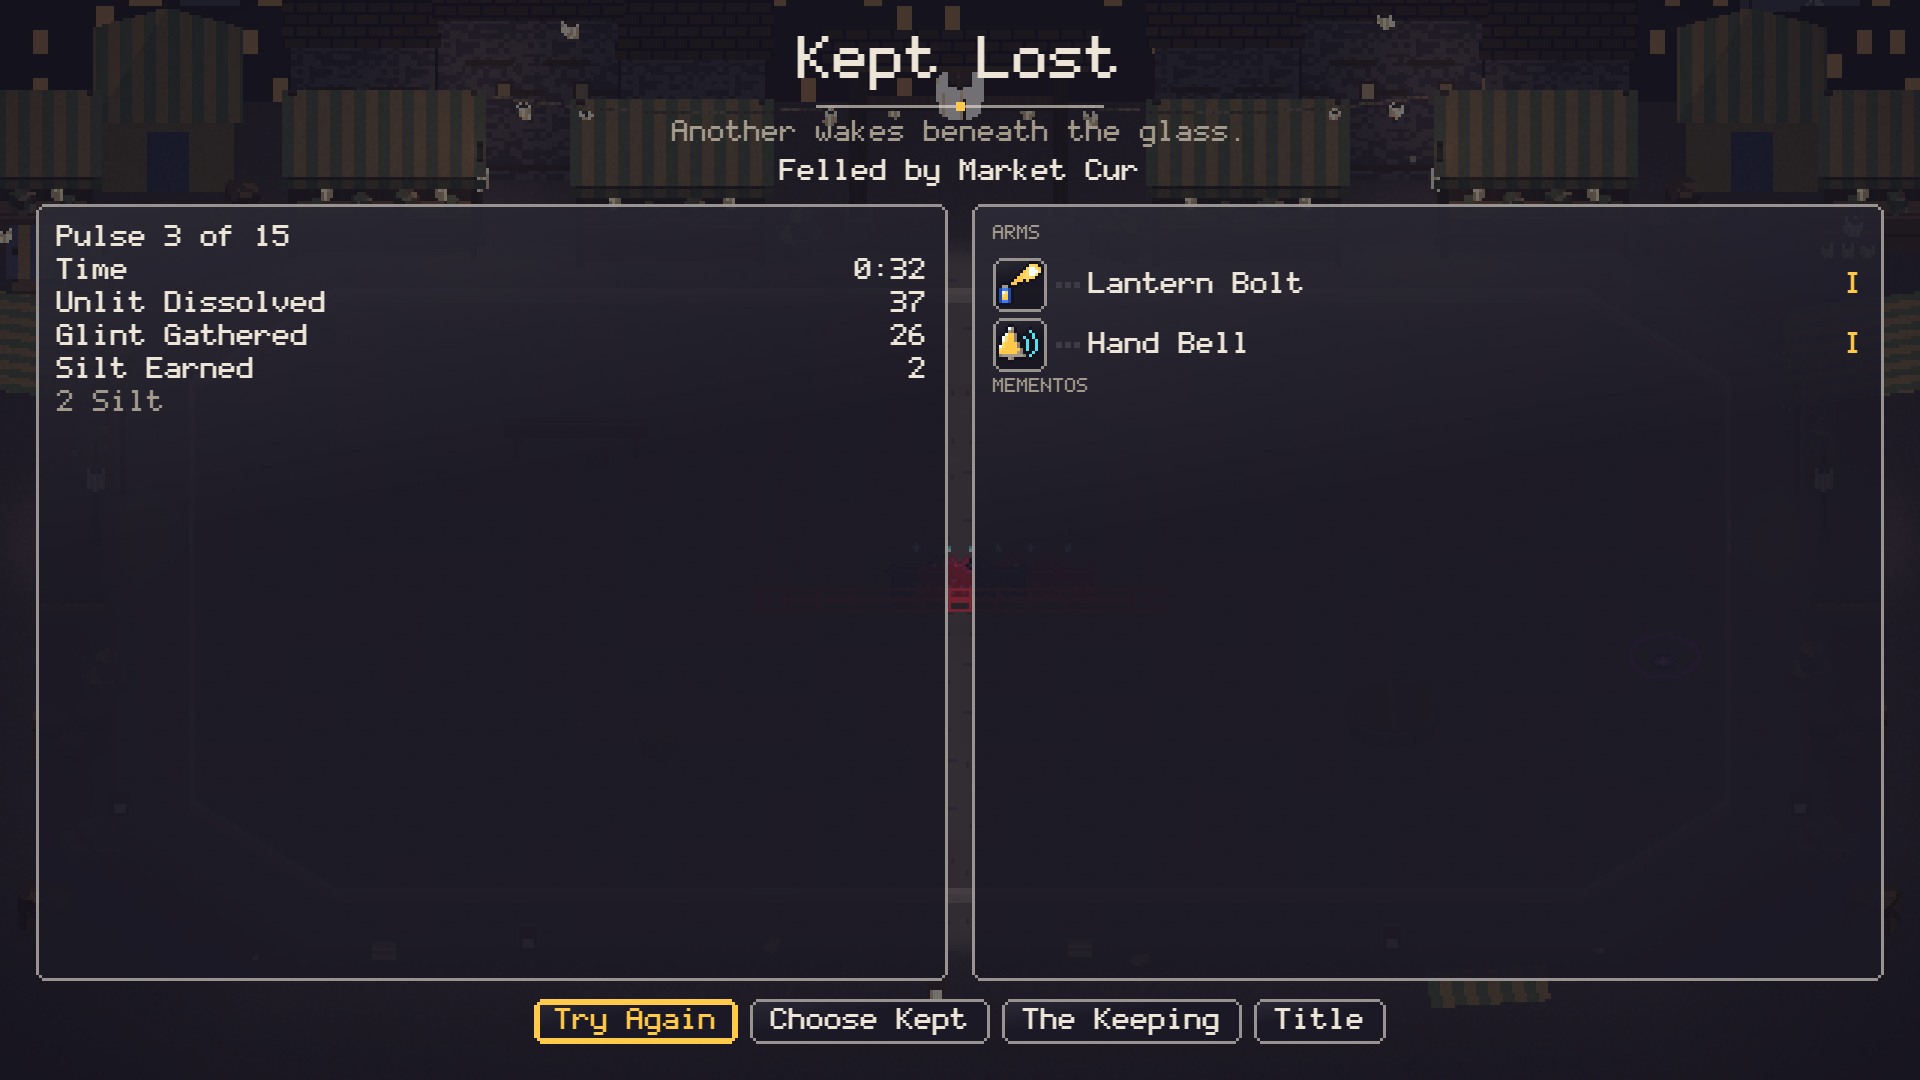 Kept Lost
Another wakes beneath the glass.
Felled by Market Cur
Pulse 3 of 15
Time 0:32
Unlit Dissolved 37
Glint Gathered 26
Silt Earned 2
2 Silt
ARMS
Lantern Bolt I
Hand Bell I
MEMENTOS
Try Again
Choose Kept
The Keeping
Title